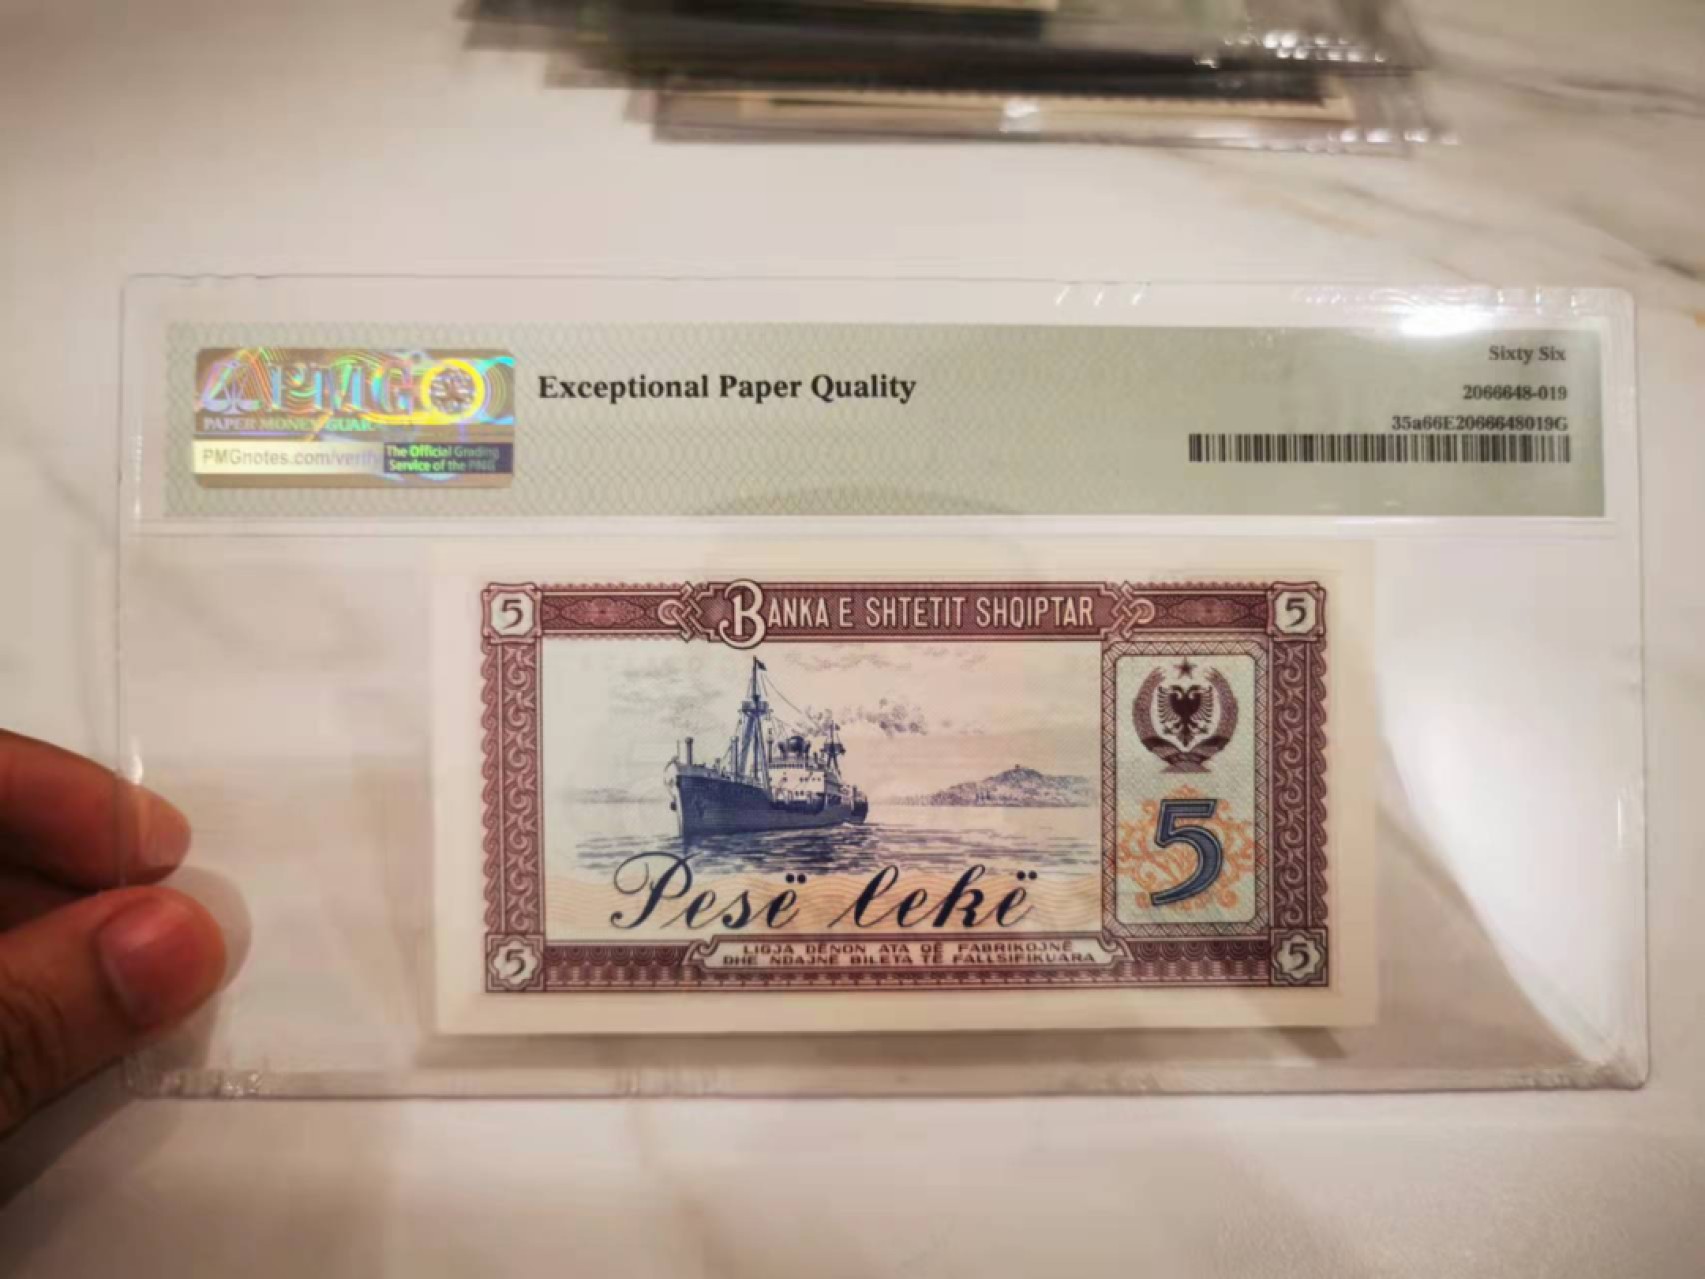 PMG
PAPER MONEY GUAR
PMGnotes.com/verify
The Official Grading
Service of the PNG
Exceptional Paper Quality
Sixty Six
2066648-019
35a66E2066648019G
5
BANKA E SHTETIT SHQIPTAR
5
5
Pesë lekë
5
LIGJA DËNON ATA QË FABRIKOJNË
DHE NDAJNË BILETA TË FALLSIFIKUARA
5